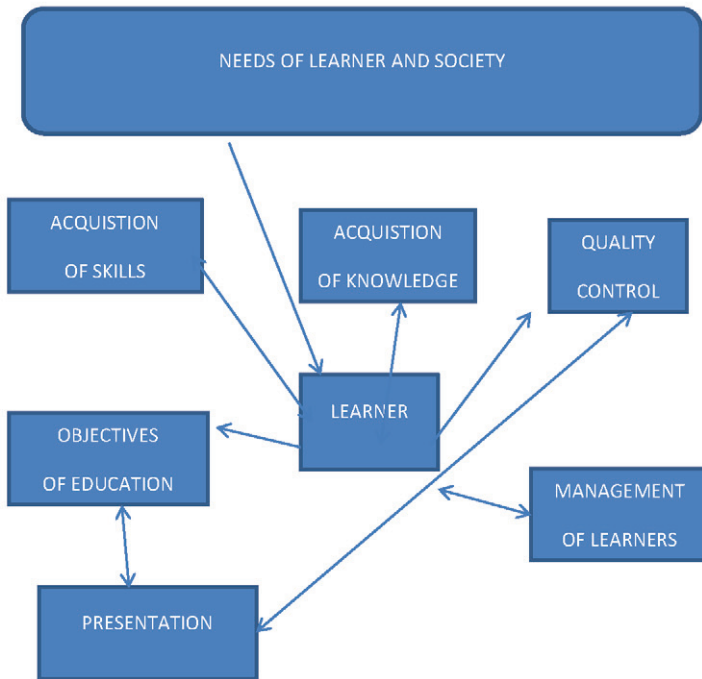 NEEDS OF LEARNER AND SOCIETY
ACQUISTION
OF SKILLS
ACQUISTION
OF KNOWLEDGE
QUALITY
CONTROL
LEARNER
OBJECTIVES
OF EDUCATION
MANAGEMENT
OF LEARNERS
PRESENTATION